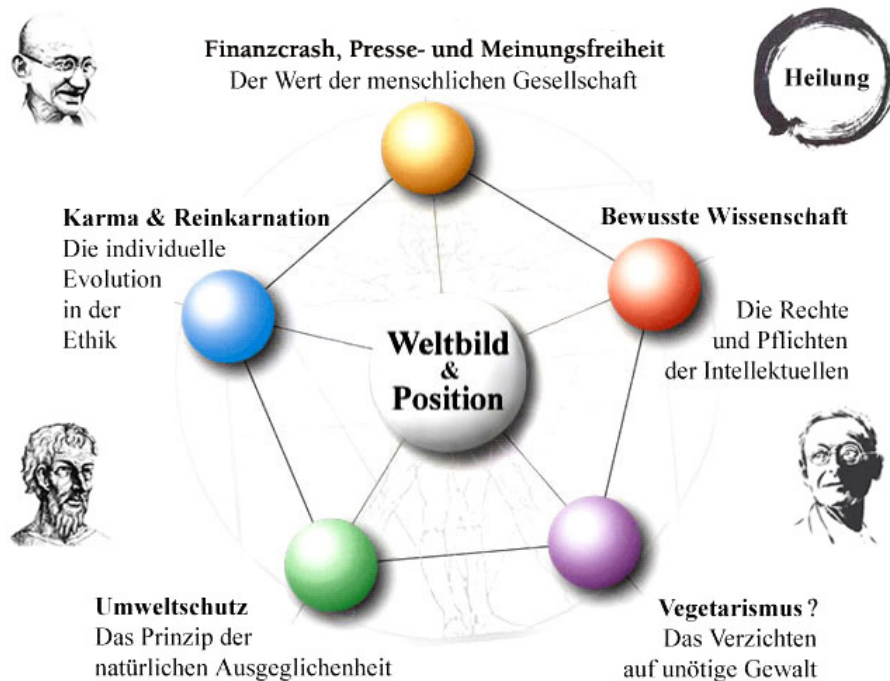 Finanzcrash, Presse- und Meinungsfreiheit
Der Wert der menschlichen Gesellschaft
Heilung
Karma & Reinkarnation
Die individuelle
Evolution
in der
Ethik
Bewusste Wissenschaft
Die Rechte
und Pflichten
der Intellektuellen
Weltbild
&
Position
Umweltschutz
Das Prinzip der
natürlichen Ausgeglichenheit
Vegetarismus ?
Das Verzichten
auf unötige Gewalt